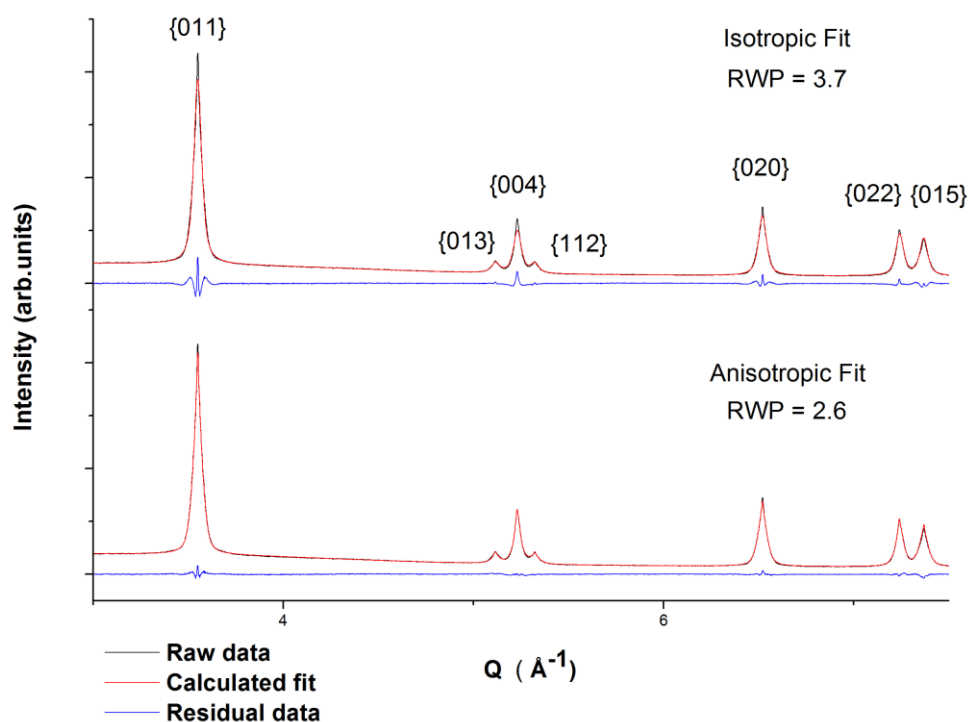 {011}
Isotropic Fit
RWP = 3.7
{004}
{020}
{022} {015}
{013} {112}
Intensity (arb.units)
Anisotropic Fit
RWP = 2.6
4 6
Q ( Å-1)
Raw data
Calculated fit
Residual data